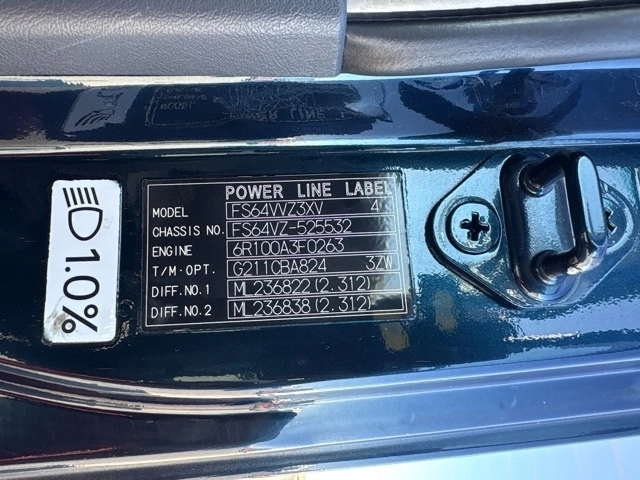 POWER LINE LABEL
MODEL FS64VVZ3XV 4
CHASSIS NO. FS64VZ-525532
ENGINE 6R100A3F0263
T/M·OPT. G211CBA824 3ZW
DIFF.NO.1 ML236822(2.312)
DIFF.NO.2 ML236838(2.312)
1.0%